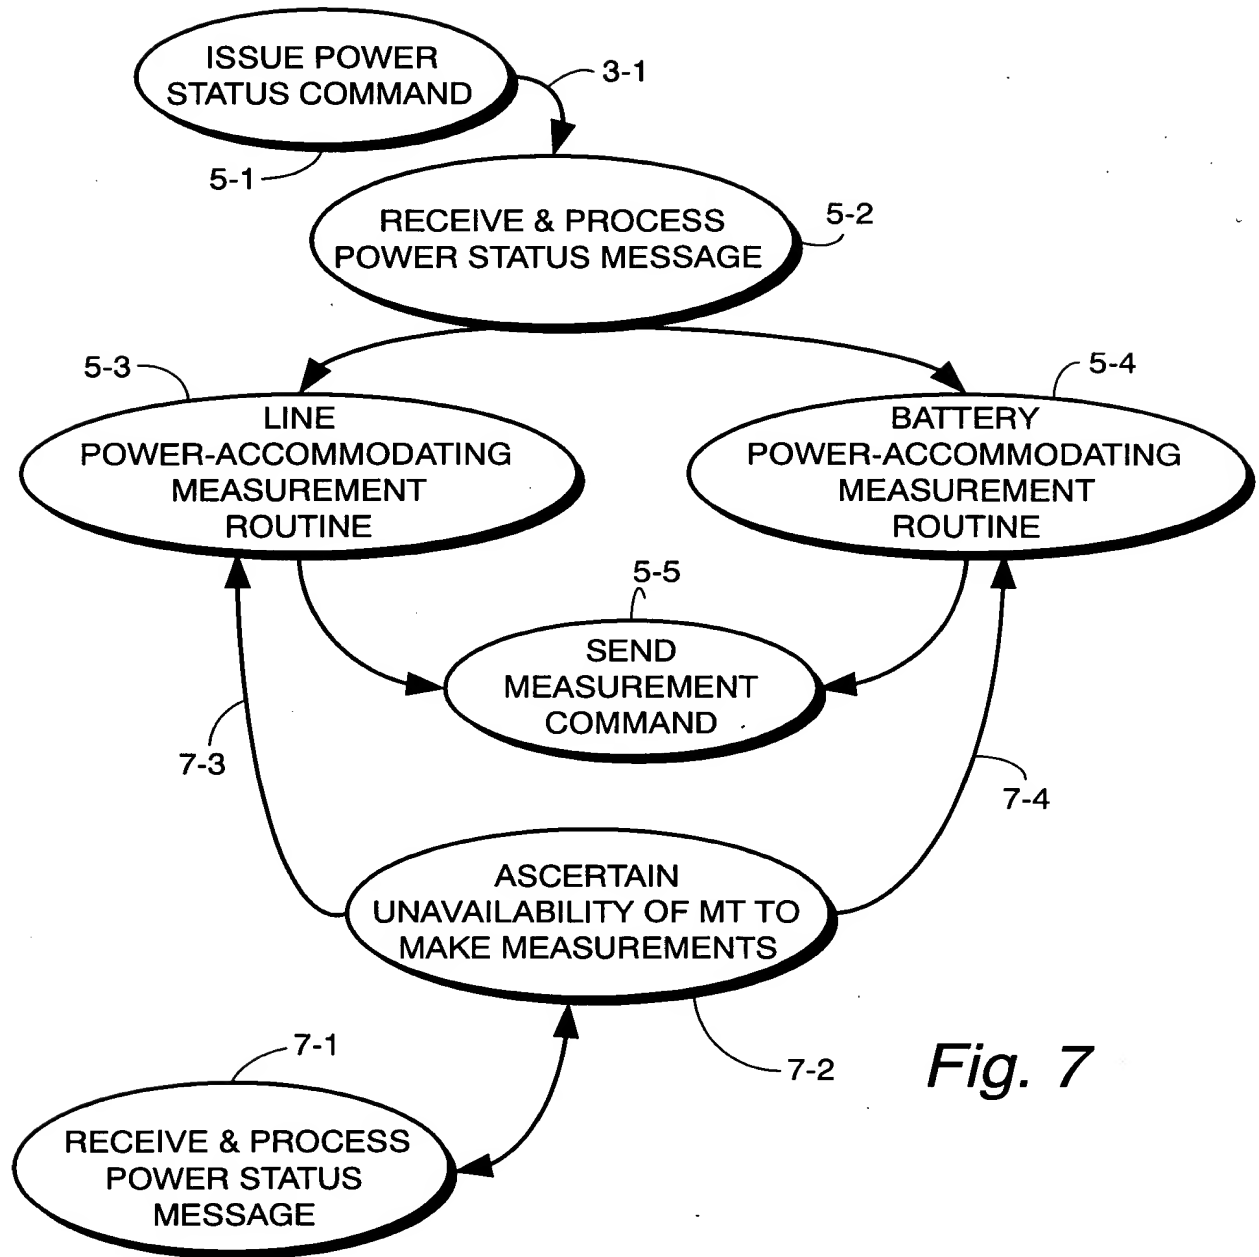 ISSUE POWER
STATUS COMMAND
3-1
5-1
RECEIVE & PROCESS
POWER STATUS MESSAGE
5-2
5-3
LINE
POWER-ACCOMMODATING
MEASUREMENT
ROUTINE
5-4
BATTERY
POWER-ACCOMMODATING
MEASUREMENT
ROUTINE
5-5
SEND
MEASUREMENT
COMMAND
7-3
7-4
ASCERTAIN
UNAVAILABILITY OF MT TO
MAKE MEASUREMENTS
7-2
7-1
RECEIVE & PROCESS
POWER STATUS
MESSAGE
Fig. 7